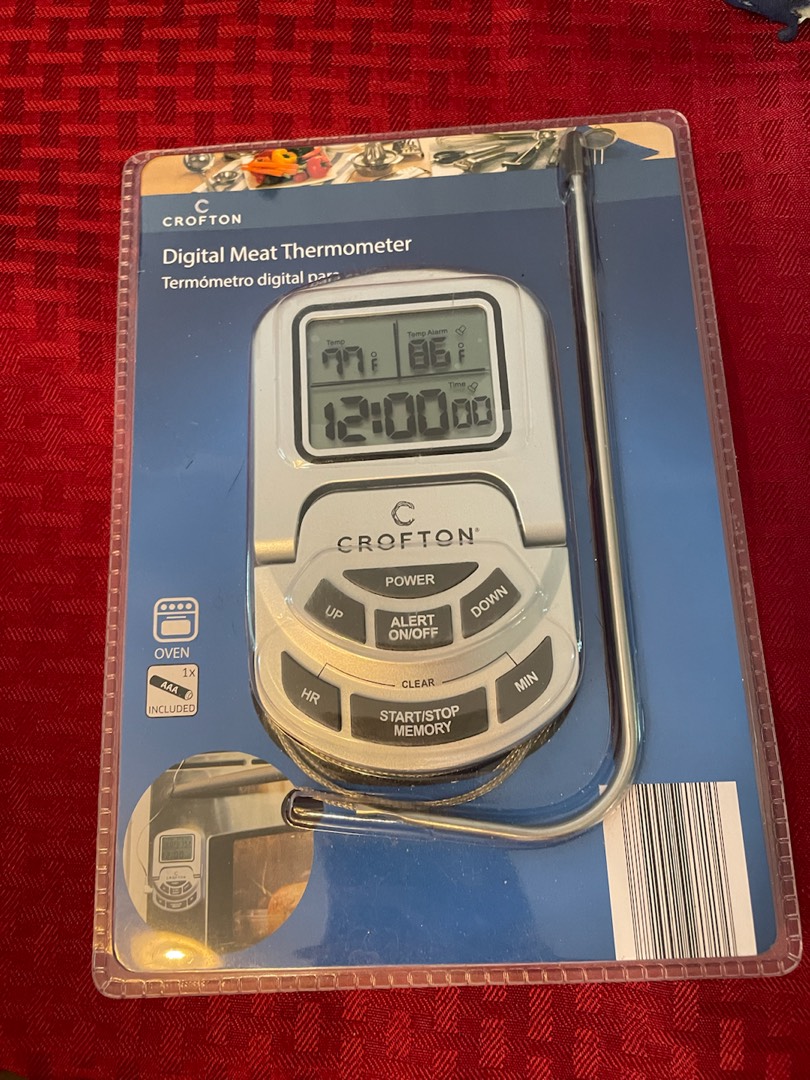 C
CROFTON
Digital Meat Thermometer
Termómetro digital para
Temp
77 °F
Temp Alarm
86 °F
Time
12:00 00
C
CROFTON®
POWER
UP
ALERT
ON/OFF
DOWN
CLEAR
HR
START/STOP
MEMORY
MIN
OVEN
1x
AAA
INCLUDED